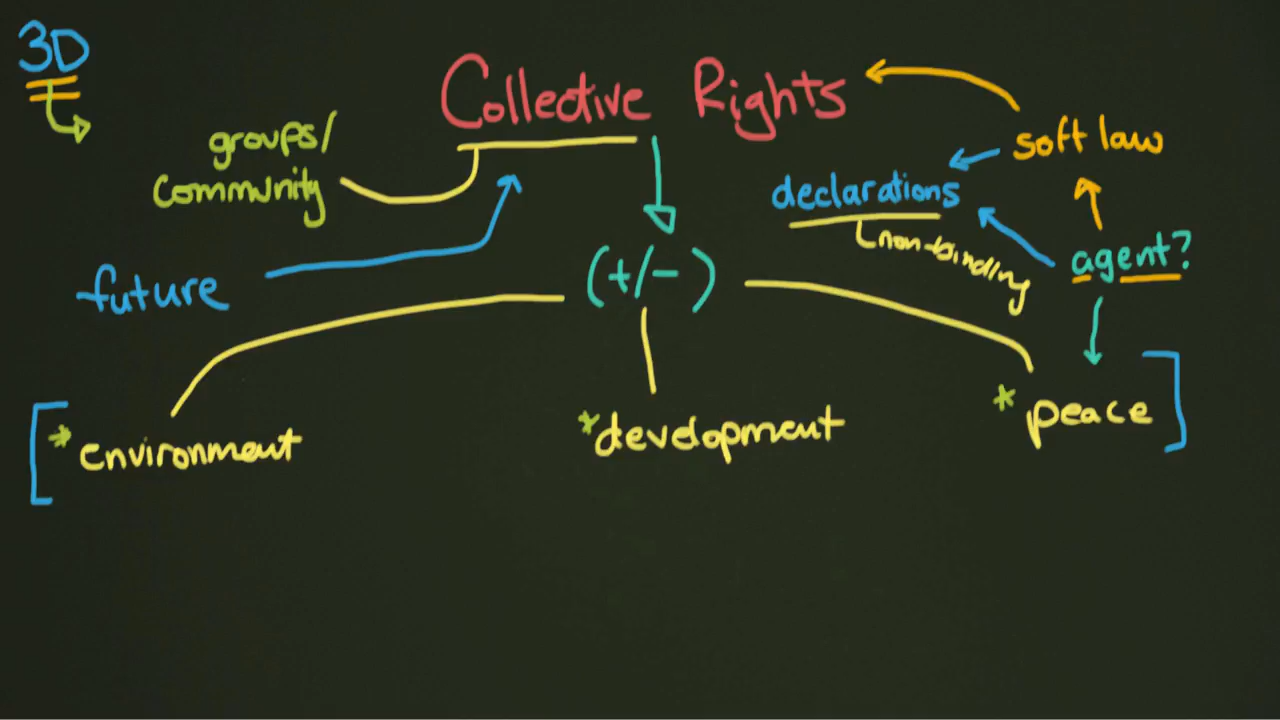 3D
Collective Rights
groups/
community
soft law
declarations
(non-binding
agent?
future
(+/-)
*environment
*development
*peace